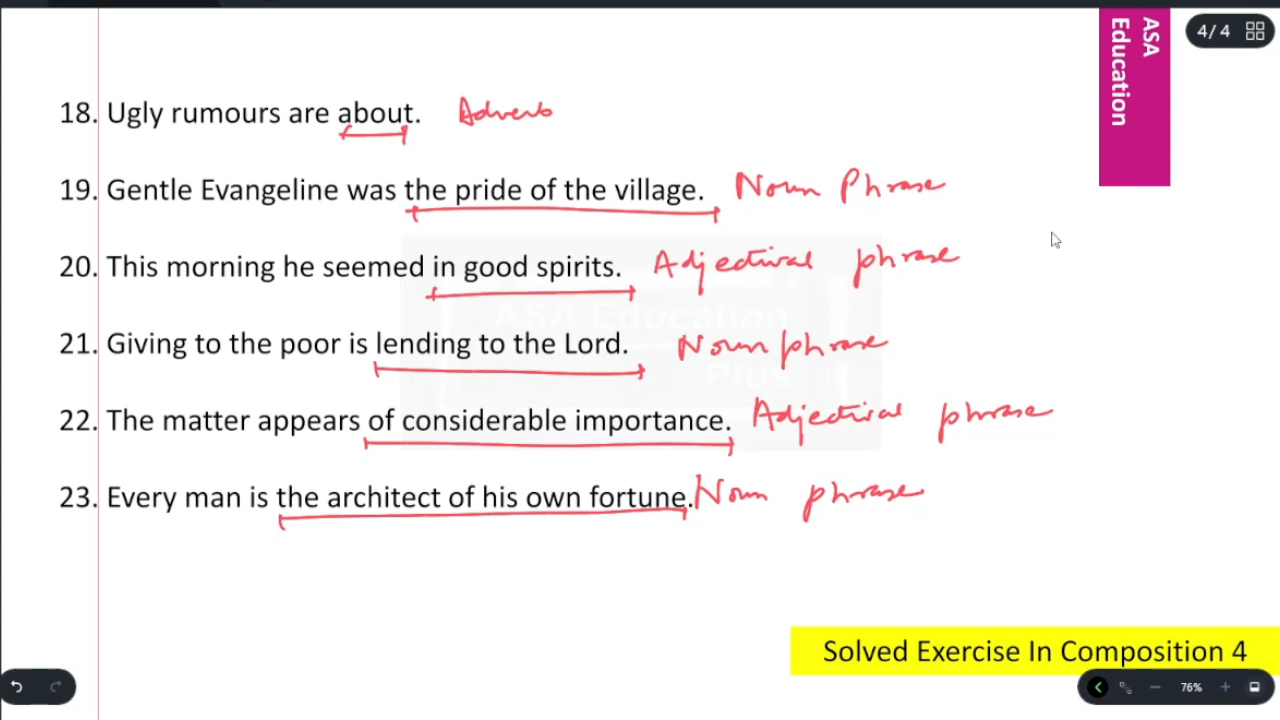 ASA
Education
4/4
18. Ugly rumours are about. Adverb
19. Gentle Evangeline was the pride of the village. Noun Phrase
20. This morning he seemed in good spirits. Adjectival phrase
ASA Education
21. Giving to the poor is lending to the Lord. Noun phrase
Plus
22. The matter appears of considerable importance. Adjectival phrase
23. Every man is the architect of his own fortune. Noun phrase
Solved Exercise In Composition 4
76%